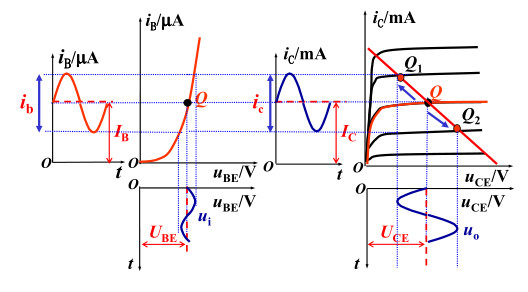 i_B/μA
i_B/μA
i_C/mA
i_C/mA
i_b
Q
I_B
O
t
O
u_BE/V
i_c
I_C
O
t
Q_1
Q
Q_2
O
u_CE/V
O
u_BE/V
u_i
U_BE
t
O
u_CE/V
U_CE
u_o
t